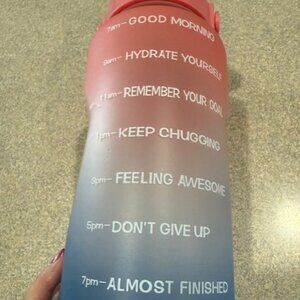 7am— GOOD MORNING
9am— HYDRATE YOURSELF
11am— REMEMBER YOUR GOAL
1pm— KEEP CHUGGING
3pm— FEELING AWESOME
5pm— DON'T GIVE UP
7pm— ALMOST FINISHED